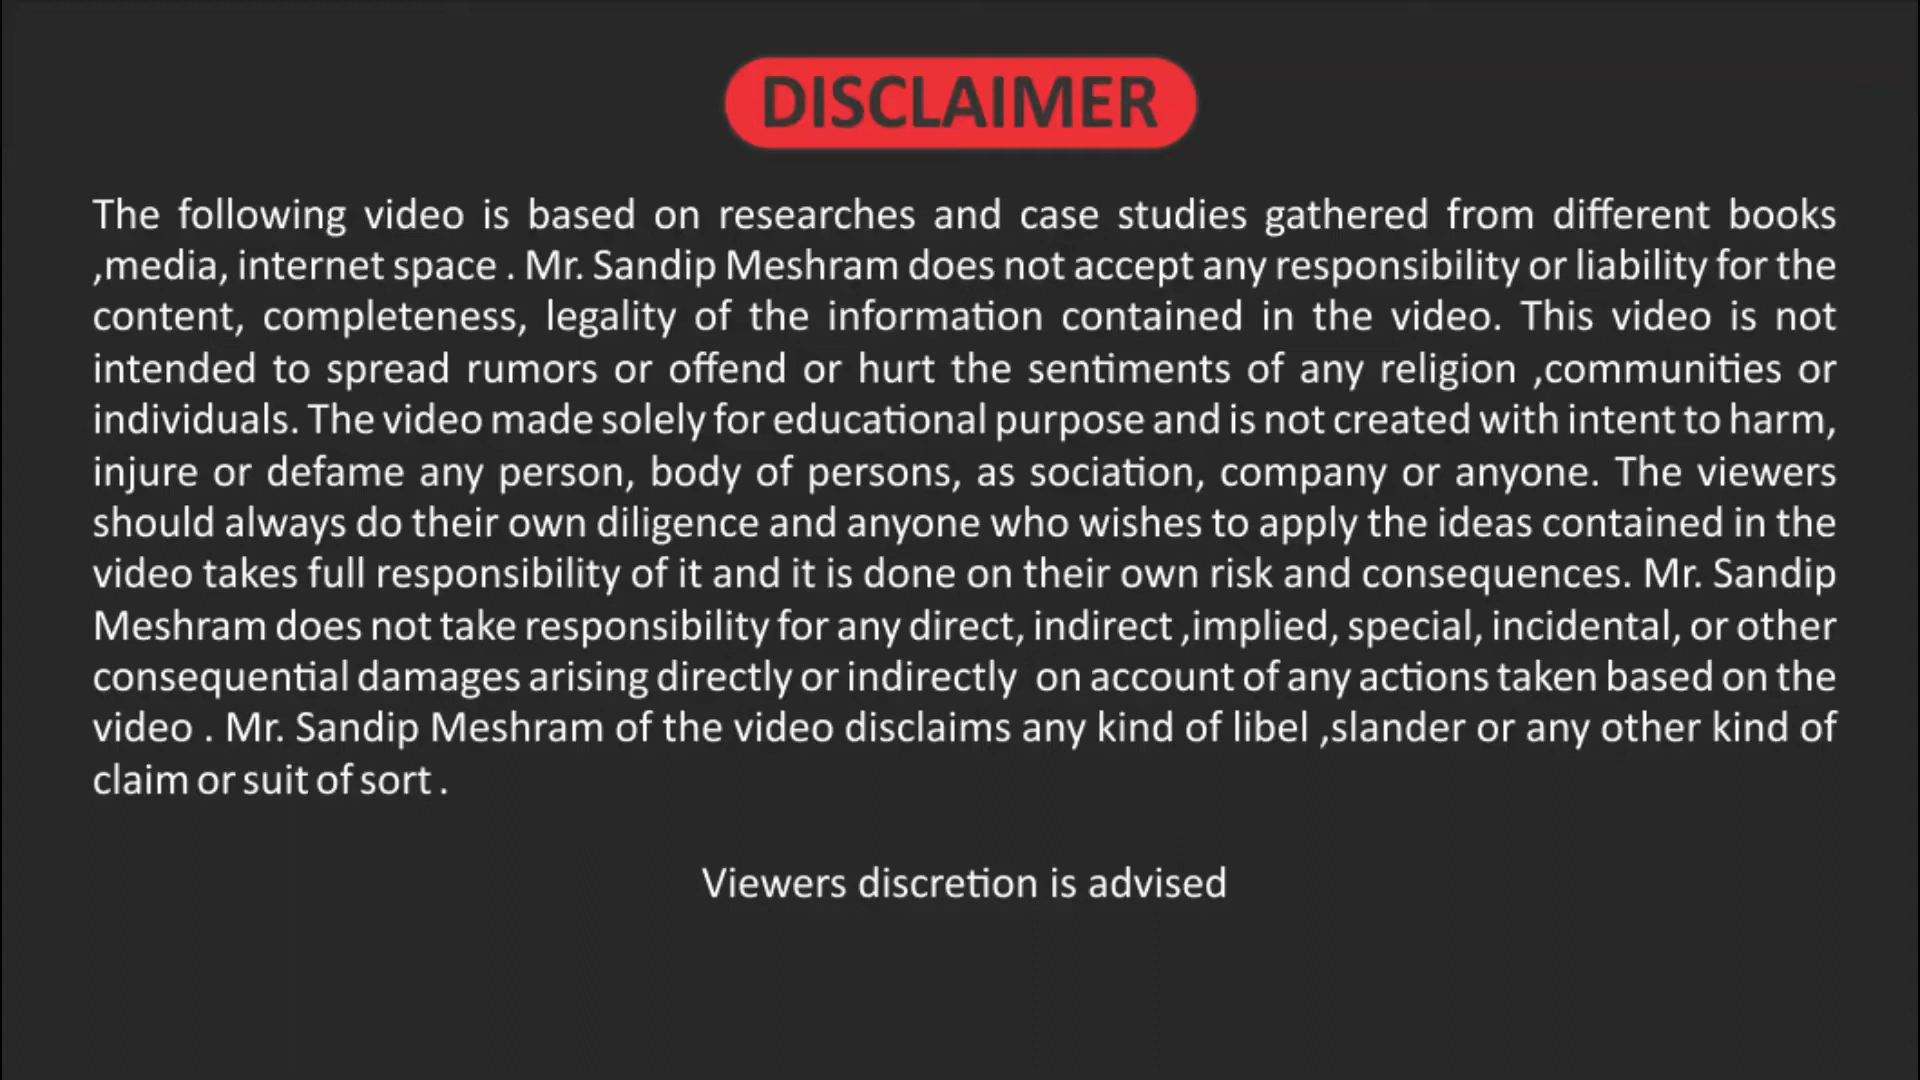 DISCLAIMER
The following video is based on researches and case studies gathered from different books
,media, internet space . Mr. Sandip Meshram does not accept any responsibility or liability for the
content, completeness, legality of the information contained in the video. This video is not
intended to spread rumors or offend or hurt the sentiments of any religion ,communities or
individuals. The video made solely for educational purpose and is not created with intent to harm,
injure or defame any person, body of persons, as sociation, company or anyone. The viewers
should always do their own diligence and anyone who wishes to apply the ideas contained in the
video takes full responsibility of it and it is done on their own risk and consequences. Mr. Sandip
Meshram does not take responsibility for any direct, indirect ,implied, special, incidental, or other
consequential damages arising directly or indirectly  on account of any actions taken based on the
video . Mr. Sandip Meshram of the video disclaims any kind of libel ,slander or any other kind of
claim or suit of sort .
Viewers discretion is advised